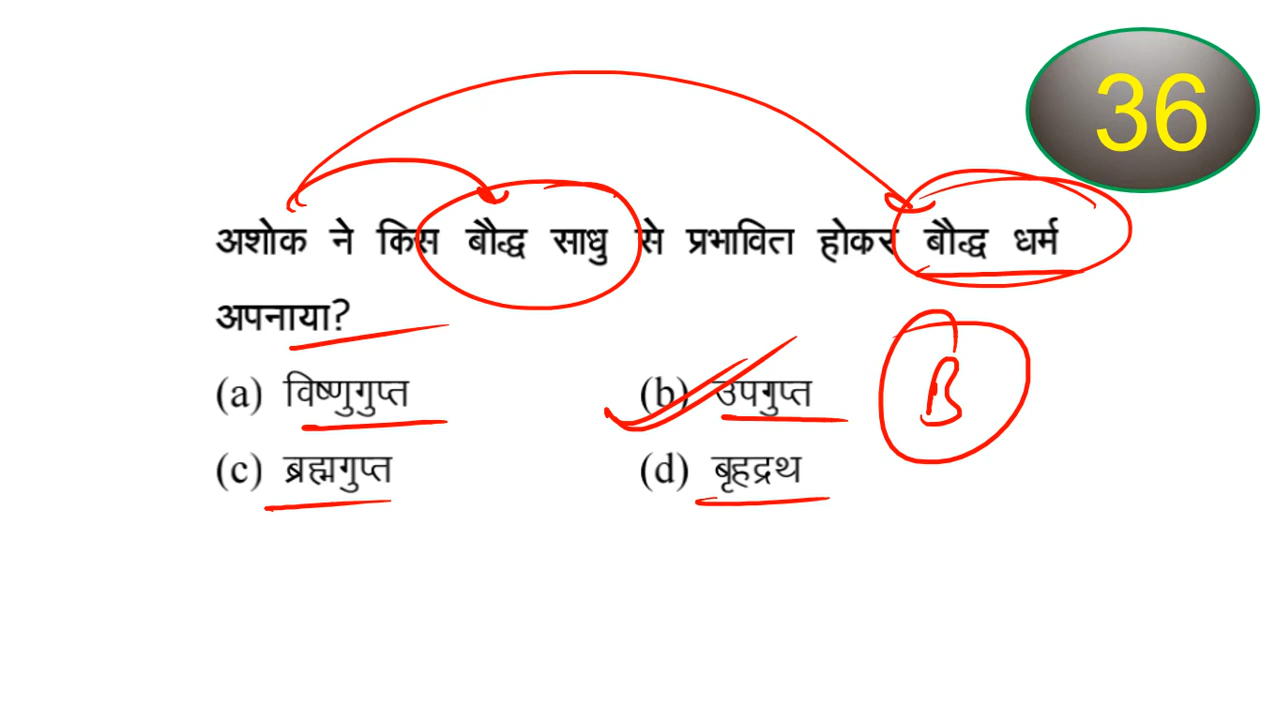 36
अशोक ने किस बौद्ध साधु से प्रभावित होकर बौद्ध धर्म
अपनाया?
(a) विष्णुगुप्त (b) उपगुप्त B
(c) ब्रह्मगुप्त (d) बृहद्रथ